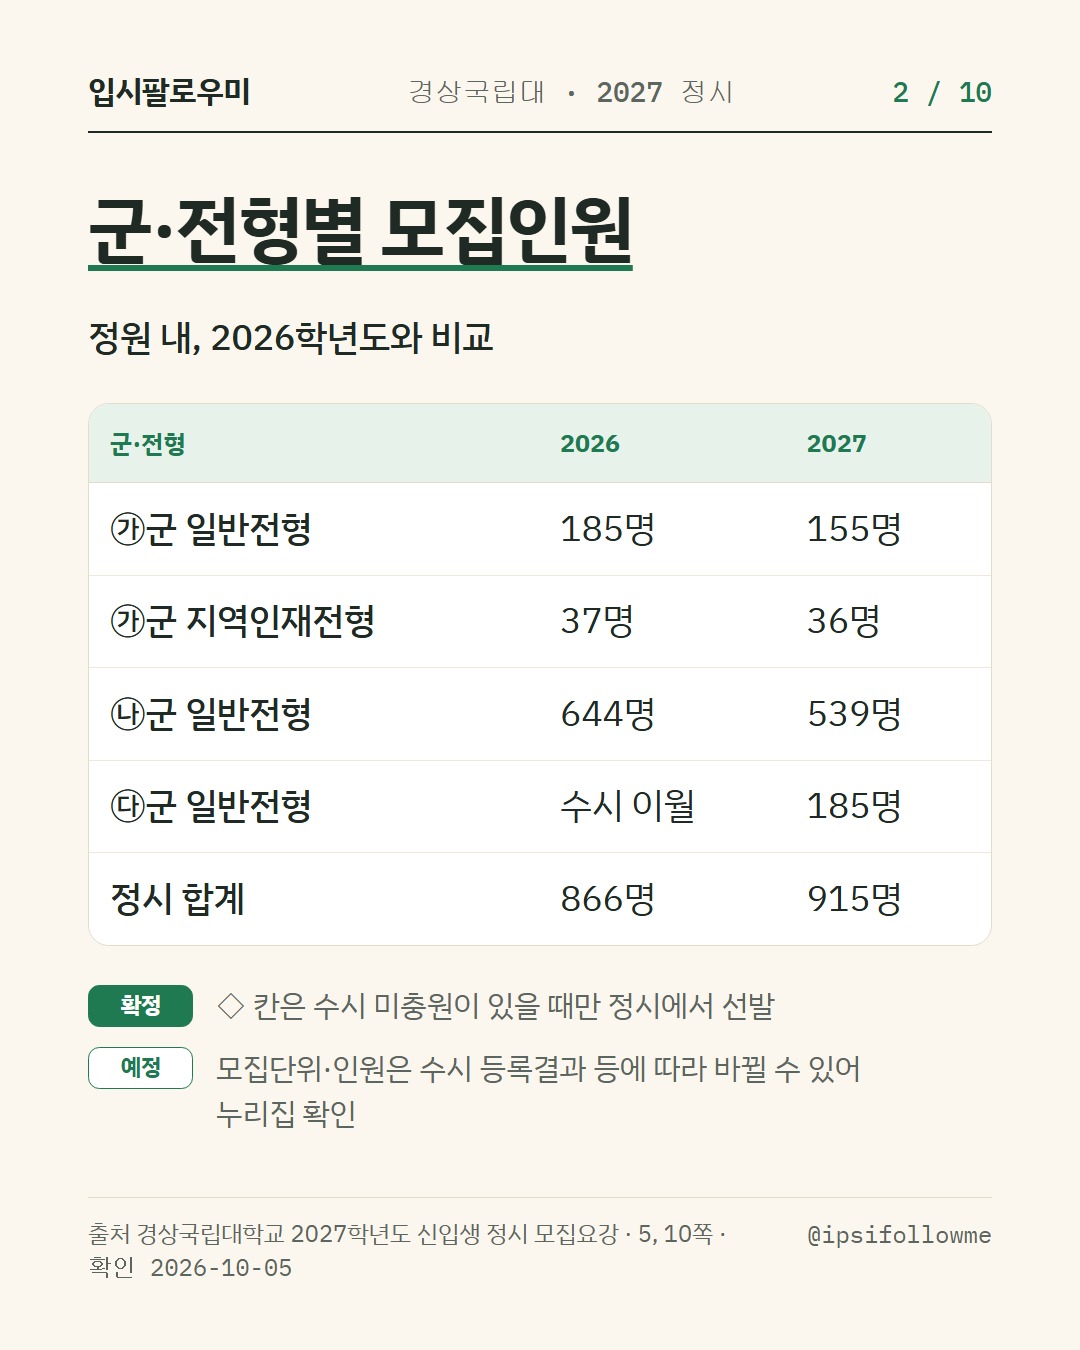 입시팔로우미 경상국립대 · 2027 정시 2 / 10
군·전형별 모집인원
정원 내, 2026학년도와 비교
군·전형 2026 2027
㉮군 일반전형 185명 155명
㉮군 지역인재전형 37명 36명
㉯군 일반전형 644명 539명
㉰군 일반전형 수시 이월 185명
정시 합계 866명 915명
확정 ◇ 칸은 수시 미충원이 있을 때만 정시에서 선발
예정 모집단위·인원은 수시 등록결과 등에 따라 바뀔 수 있어
누리집 확인
출처 경상국립대학교 2027학년도 신입생 정시 모집요강 · 5, 10쪽 · @ipsifollowme
확인 2026-10-05